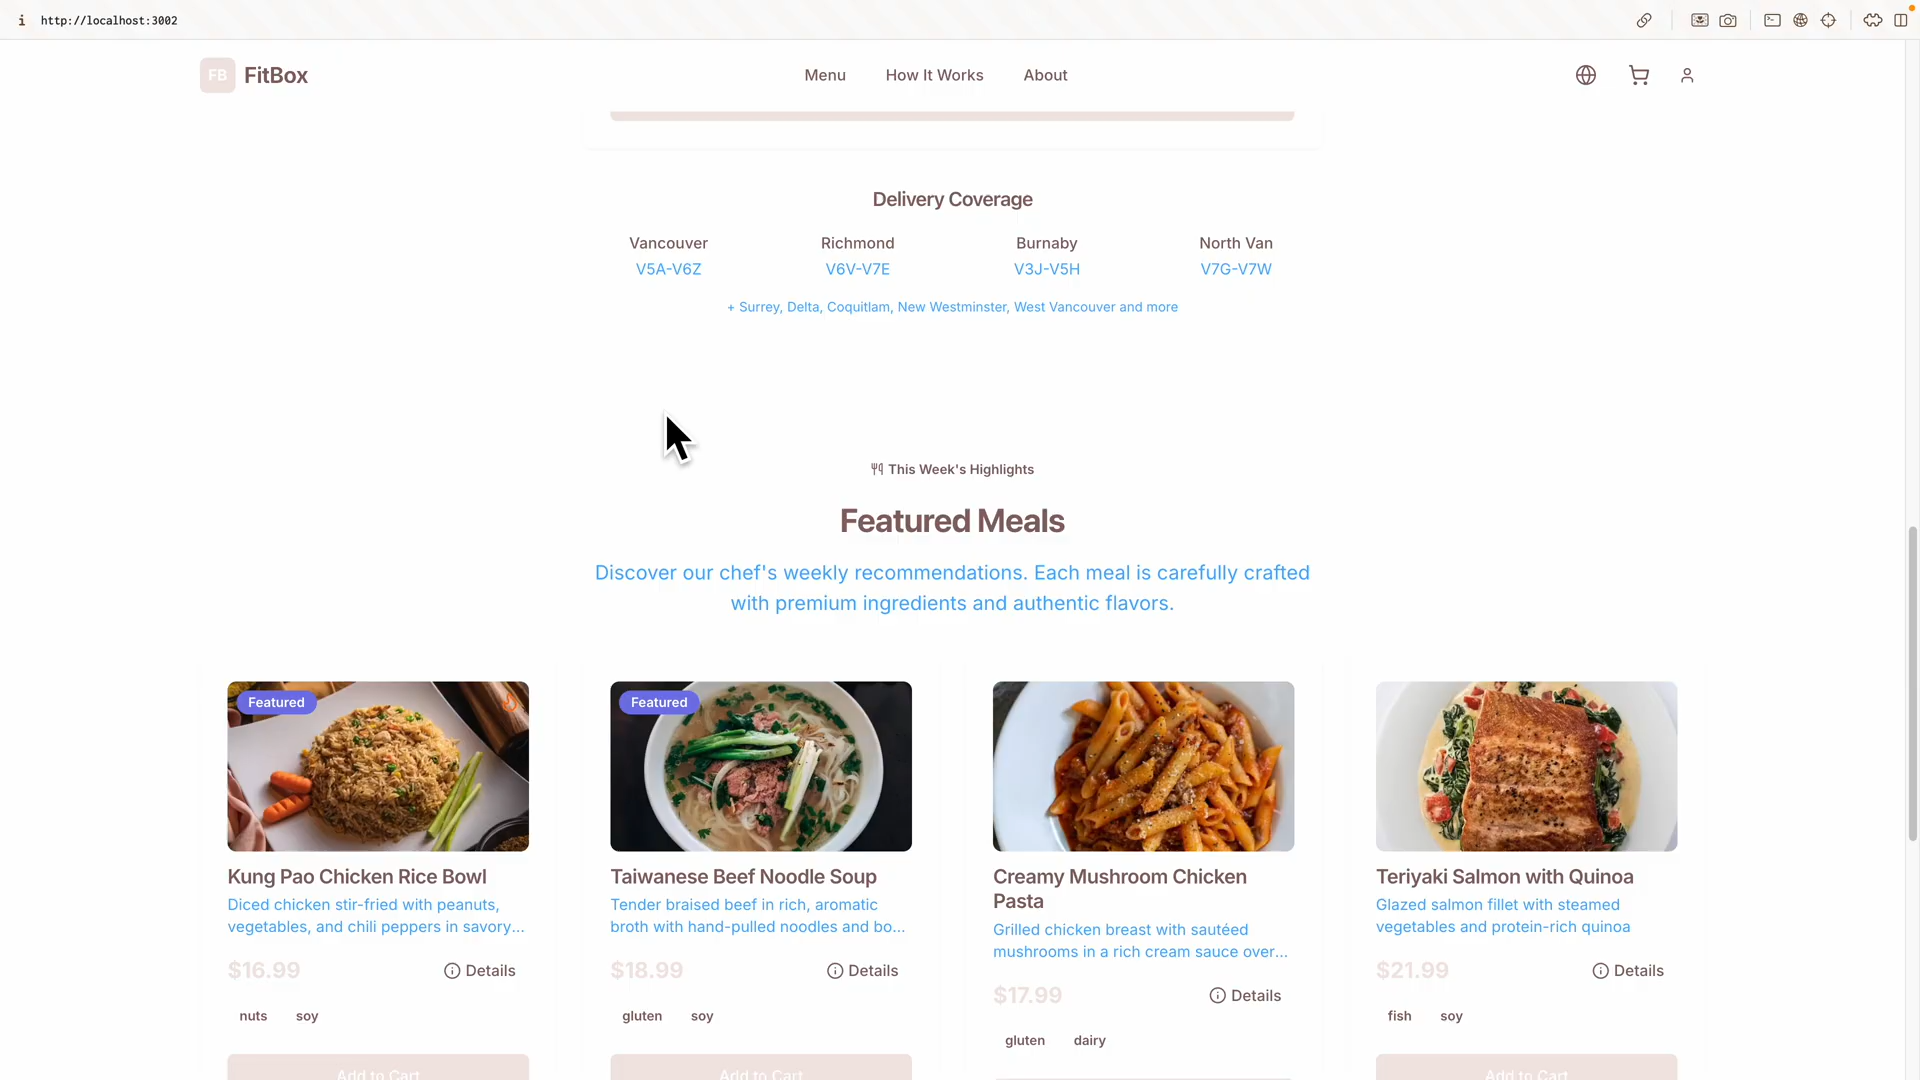 i http://localhost:3002
FB FitBox
Menu How It Works About
Delivery Coverage
Vancouver Richmond Burnaby North Van
V5A-V6Z V6V-V7E V3J-V5H V7G-V7W
+ Surrey, Delta, Coquitlam, New Westminster, West Vancouver and more
This Week's Highlights
Featured Meals
Discover our chef's weekly recommendations. Each meal is carefully crafted
with premium ingredients and authentic flavors.
Featured
Kung Pao Chicken Rice Bowl
Diced chicken stir-fried with peanuts,
vegetables, and chili peppers in savory...
$16.99 Details
nuts soy
Add to Cart
Featured
Taiwanese Beef Noodle Soup
Tender braised beef in rich, aromatic
broth with hand-pulled noodles and bo...
$18.99 Details
gluten soy
Add to Cart
Creamy Mushroom Chicken
Pasta
Grilled chicken breast with sautéed
mushrooms in a rich cream sauce over...
$17.99 Details
gluten dairy
Teriyaki Salmon with Quinoa
Glazed salmon fillet with steamed
vegetables and protein-rich quinoa
$21.99 Details
fish soy
Add to Cart